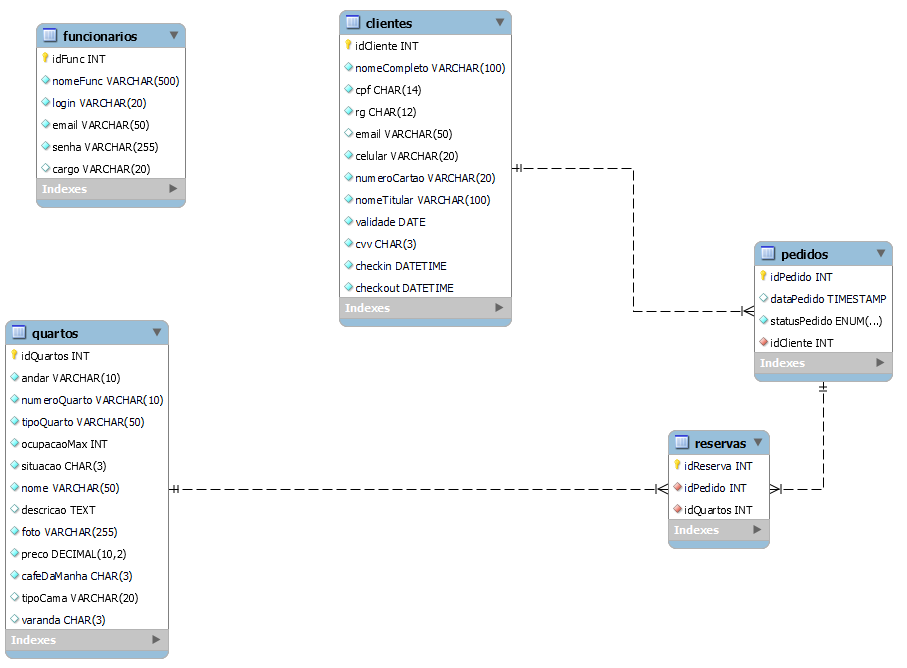 funcionarios
idFunc INT
nomeFunc VARCHAR(500)
login VARCHAR(20)
email VARCHAR(50)
senha VARCHAR(255)
cargo VARCHAR(20)
Indexes
clientes
idCliente INT
nomeCompleto VARCHAR(100)
cpf CHAR(14)
rg CHAR(12)
email VARCHAR(50)
celular VARCHAR(20)
numeroCartao VARCHAR(20)
nomeTitular VARCHAR(100)
validade DATE
cvv CHAR(3)
checkin DATETIME
checkout DATETIME
Indexes
pedidos
idPedido INT
dataPedido TIMESTAMP
statusPedido ENUM(...)
idCliente INT
Indexes
quartos
idQuartos INT
andar VARCHAR(10)
numeroQuarto VARCHAR(10)
tipoQuarto VARCHAR(50)
ocupacaoMax INT
situacao CHAR(3)
nome VARCHAR(50)
descricao TEXT
foto VARCHAR(255)
preco DECIMAL(10,2)
cafeDaManha CHAR(3)
tipoCama VARCHAR(20)
varanda CHAR(3)
Indexes
reservas
idReserva INT
idPedido INT
idQuartos INT
Indexes